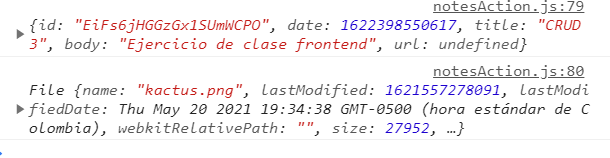 notesAction.js:79
{id: "EiFs6jHGGzGx1SUmWCPO", date: 1622398550617, title: "CRUD
3", body: "Ejercicio de clase frontend", url: undefined}
notesAction.js:80
File {name: "kactus.png", lastModified: 1621557278091, lastModi
fiedDate: Thu May 20 2021 19:34:38 GMT-0500 (hora estándar de C
olombia), webkitRelativePath: "", size: 27952, …}